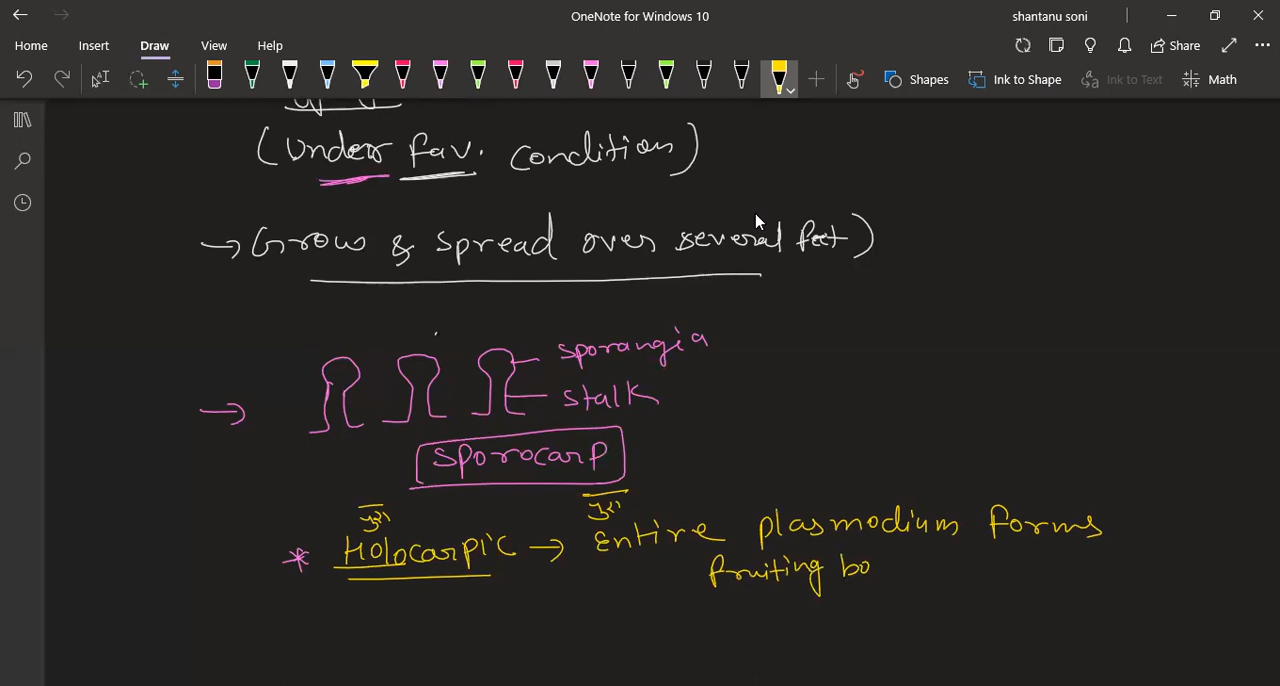 OneNote for Windows 10
shantanu soni
Home Insert Draw View Help
Share
Shapes Ink to Shape Ink to Text Math
(Under fav. condition)
→ Grow & spread over several feet)
→ sporangia
stalk
sporocarp
पूरा पूरा
* Holocarpic → Entire plasmodium forms
fruiting bo